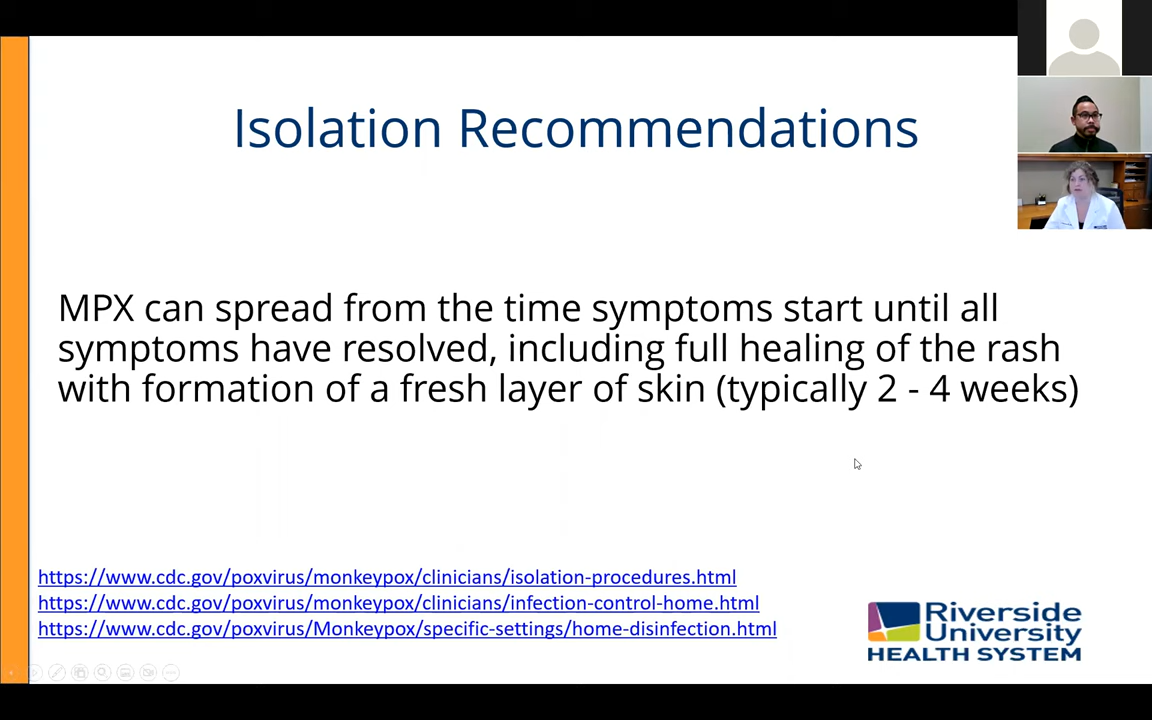 Isolation Recommendations
MPX can spread from the time symptoms start until all
symptoms have resolved, including full healing of the rash
with formation of a fresh layer of skin (typically 2 - 4 weeks)
https://www.cdc.gov/poxvirus/monkeypox/clinicians/isolation-procedures.html
https://www.cdc.gov/poxvirus/monkeypox/clinicians/infection-control-home.html
https://www.cdc.gov/poxvirus/Monkeypox/specific-settings/home-disinfection.html
Riverside
University
HEALTH SYSTEM